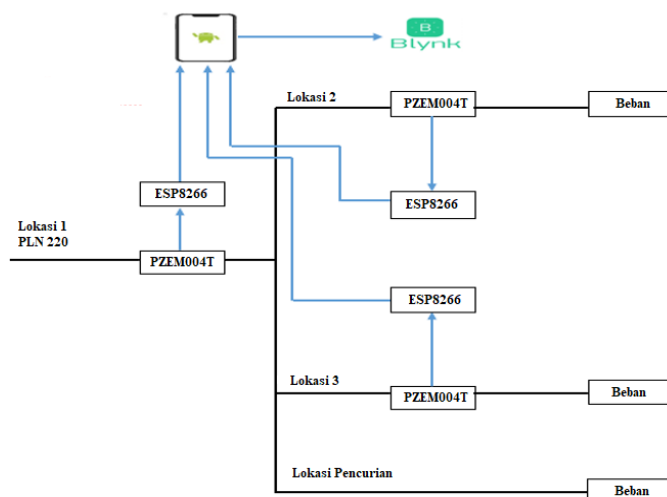 B
Blynk
Lokasi 2
PZEM004T
Beban
ESP8266
ESP8266
Lokasi 1
PLN 220
PZEM004T
ESP8266
Lokasi 3
PZEM004T
Beban
Lokasi Pencurian
Beban